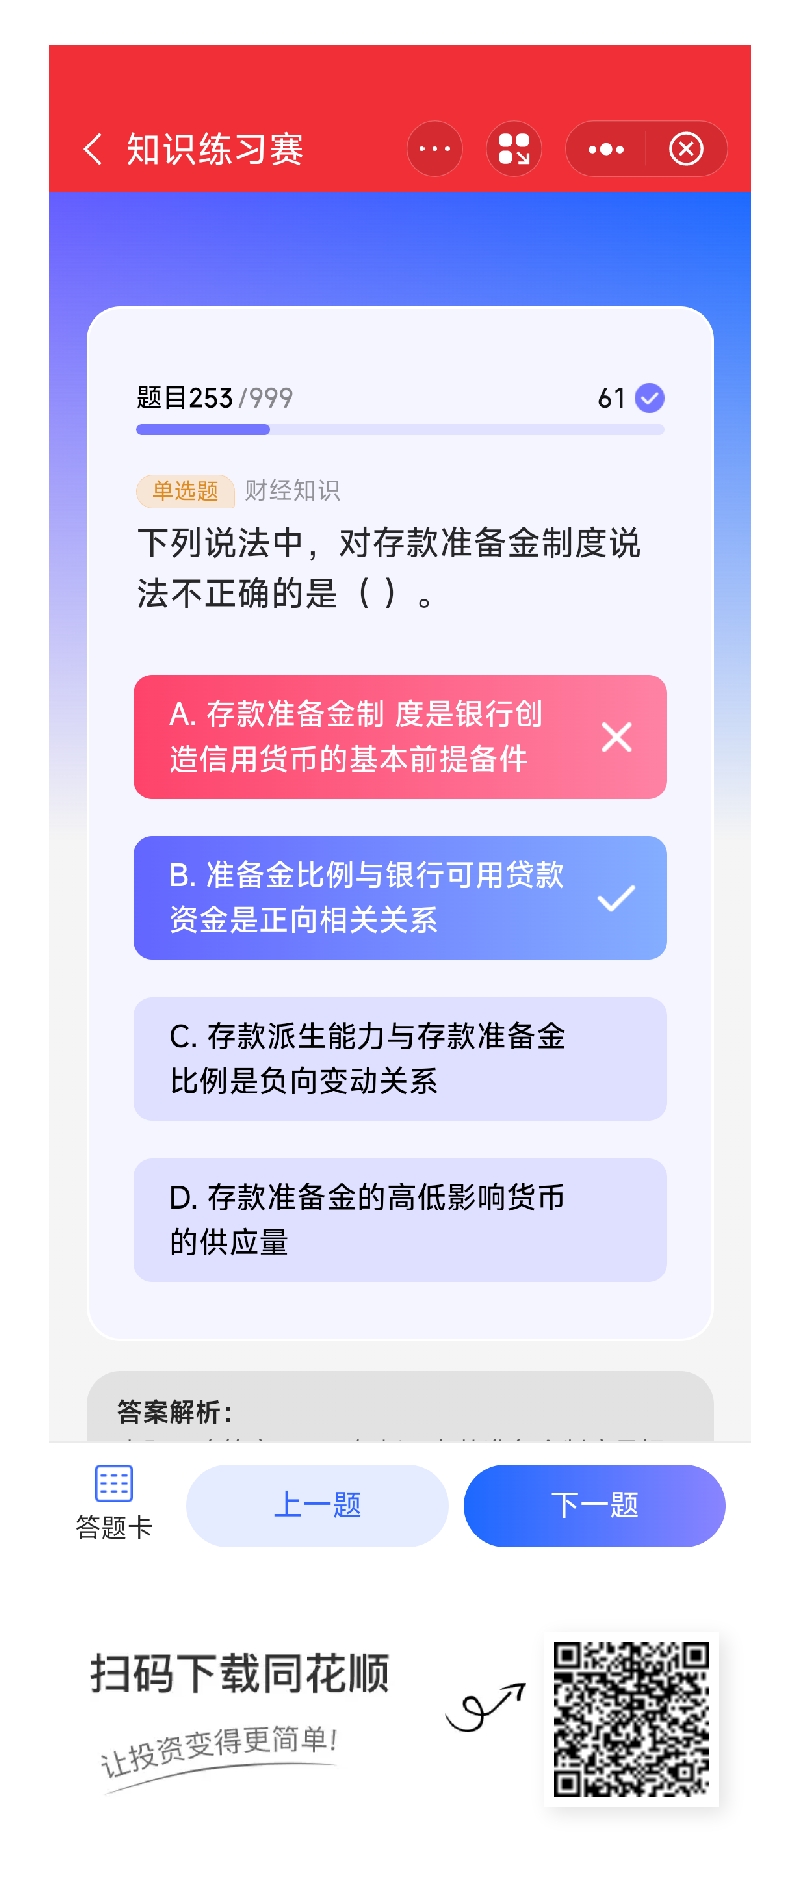 知识练习赛
题目253/999
61
单选题 财经知识
下列说法中，对存款准备金制度说
法不正确的是（ ）。
A. 存款准备金制 度是银行创
造信用货币的基本前提备件
B. 准备金比例与银行可用贷款
资金是正向相关关系
C. 存款派生能力与存款准备金
比例是负向变动关系
D. 存款准备金的高低影响货币
的供应量
答案解析：
答题卡
上一题
下一题
扫码下载同花顺
让投资变得更简单!